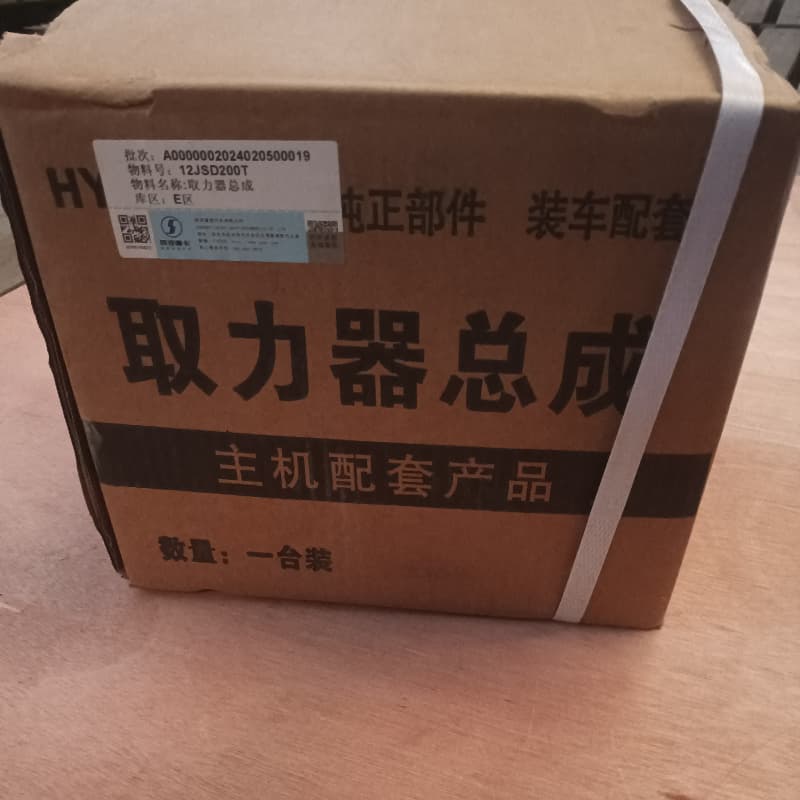 批次：A0000002024020500019
物料号：12JSD200T
物料名称:取力器总成
库区：E区
HY
纯正部件 装车配套
取力器总成
主机配套产品
数量：一台装